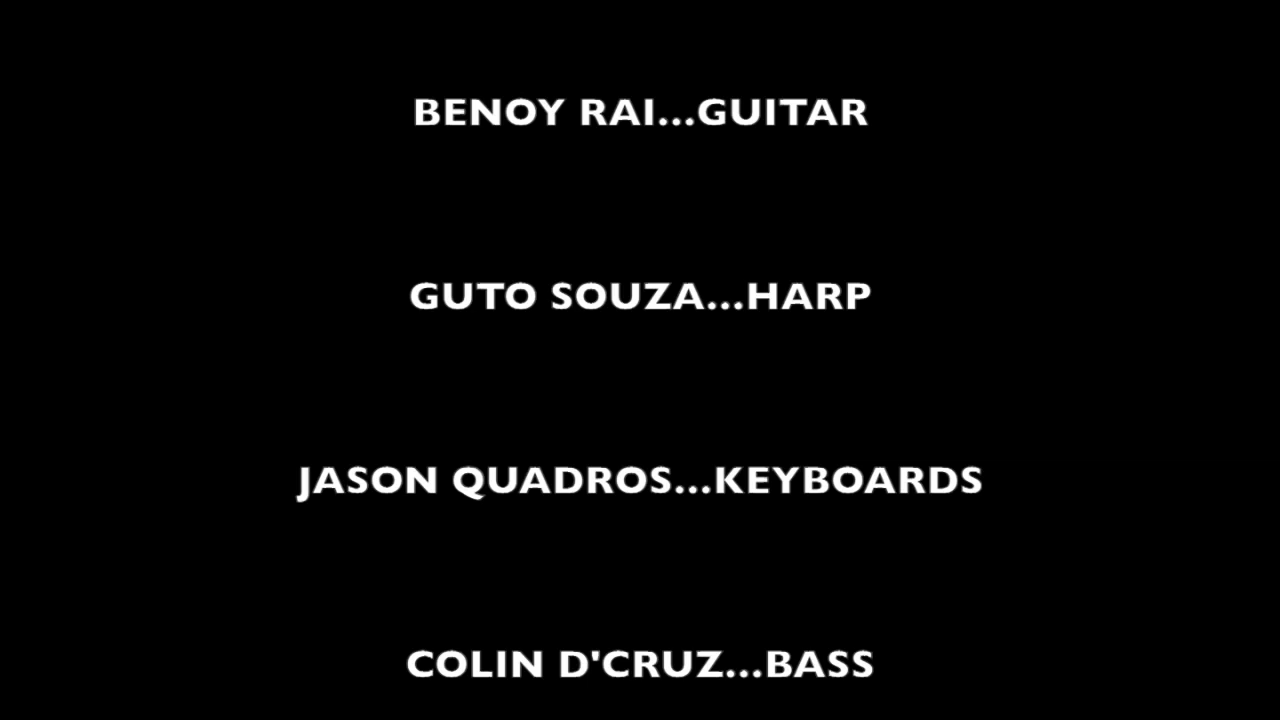 BENOY RAI...GUITAR
GUTO SOUZA...HARP
JASON QUADROS...KEYBOARDS
COLIN D'CRUZ...BASS